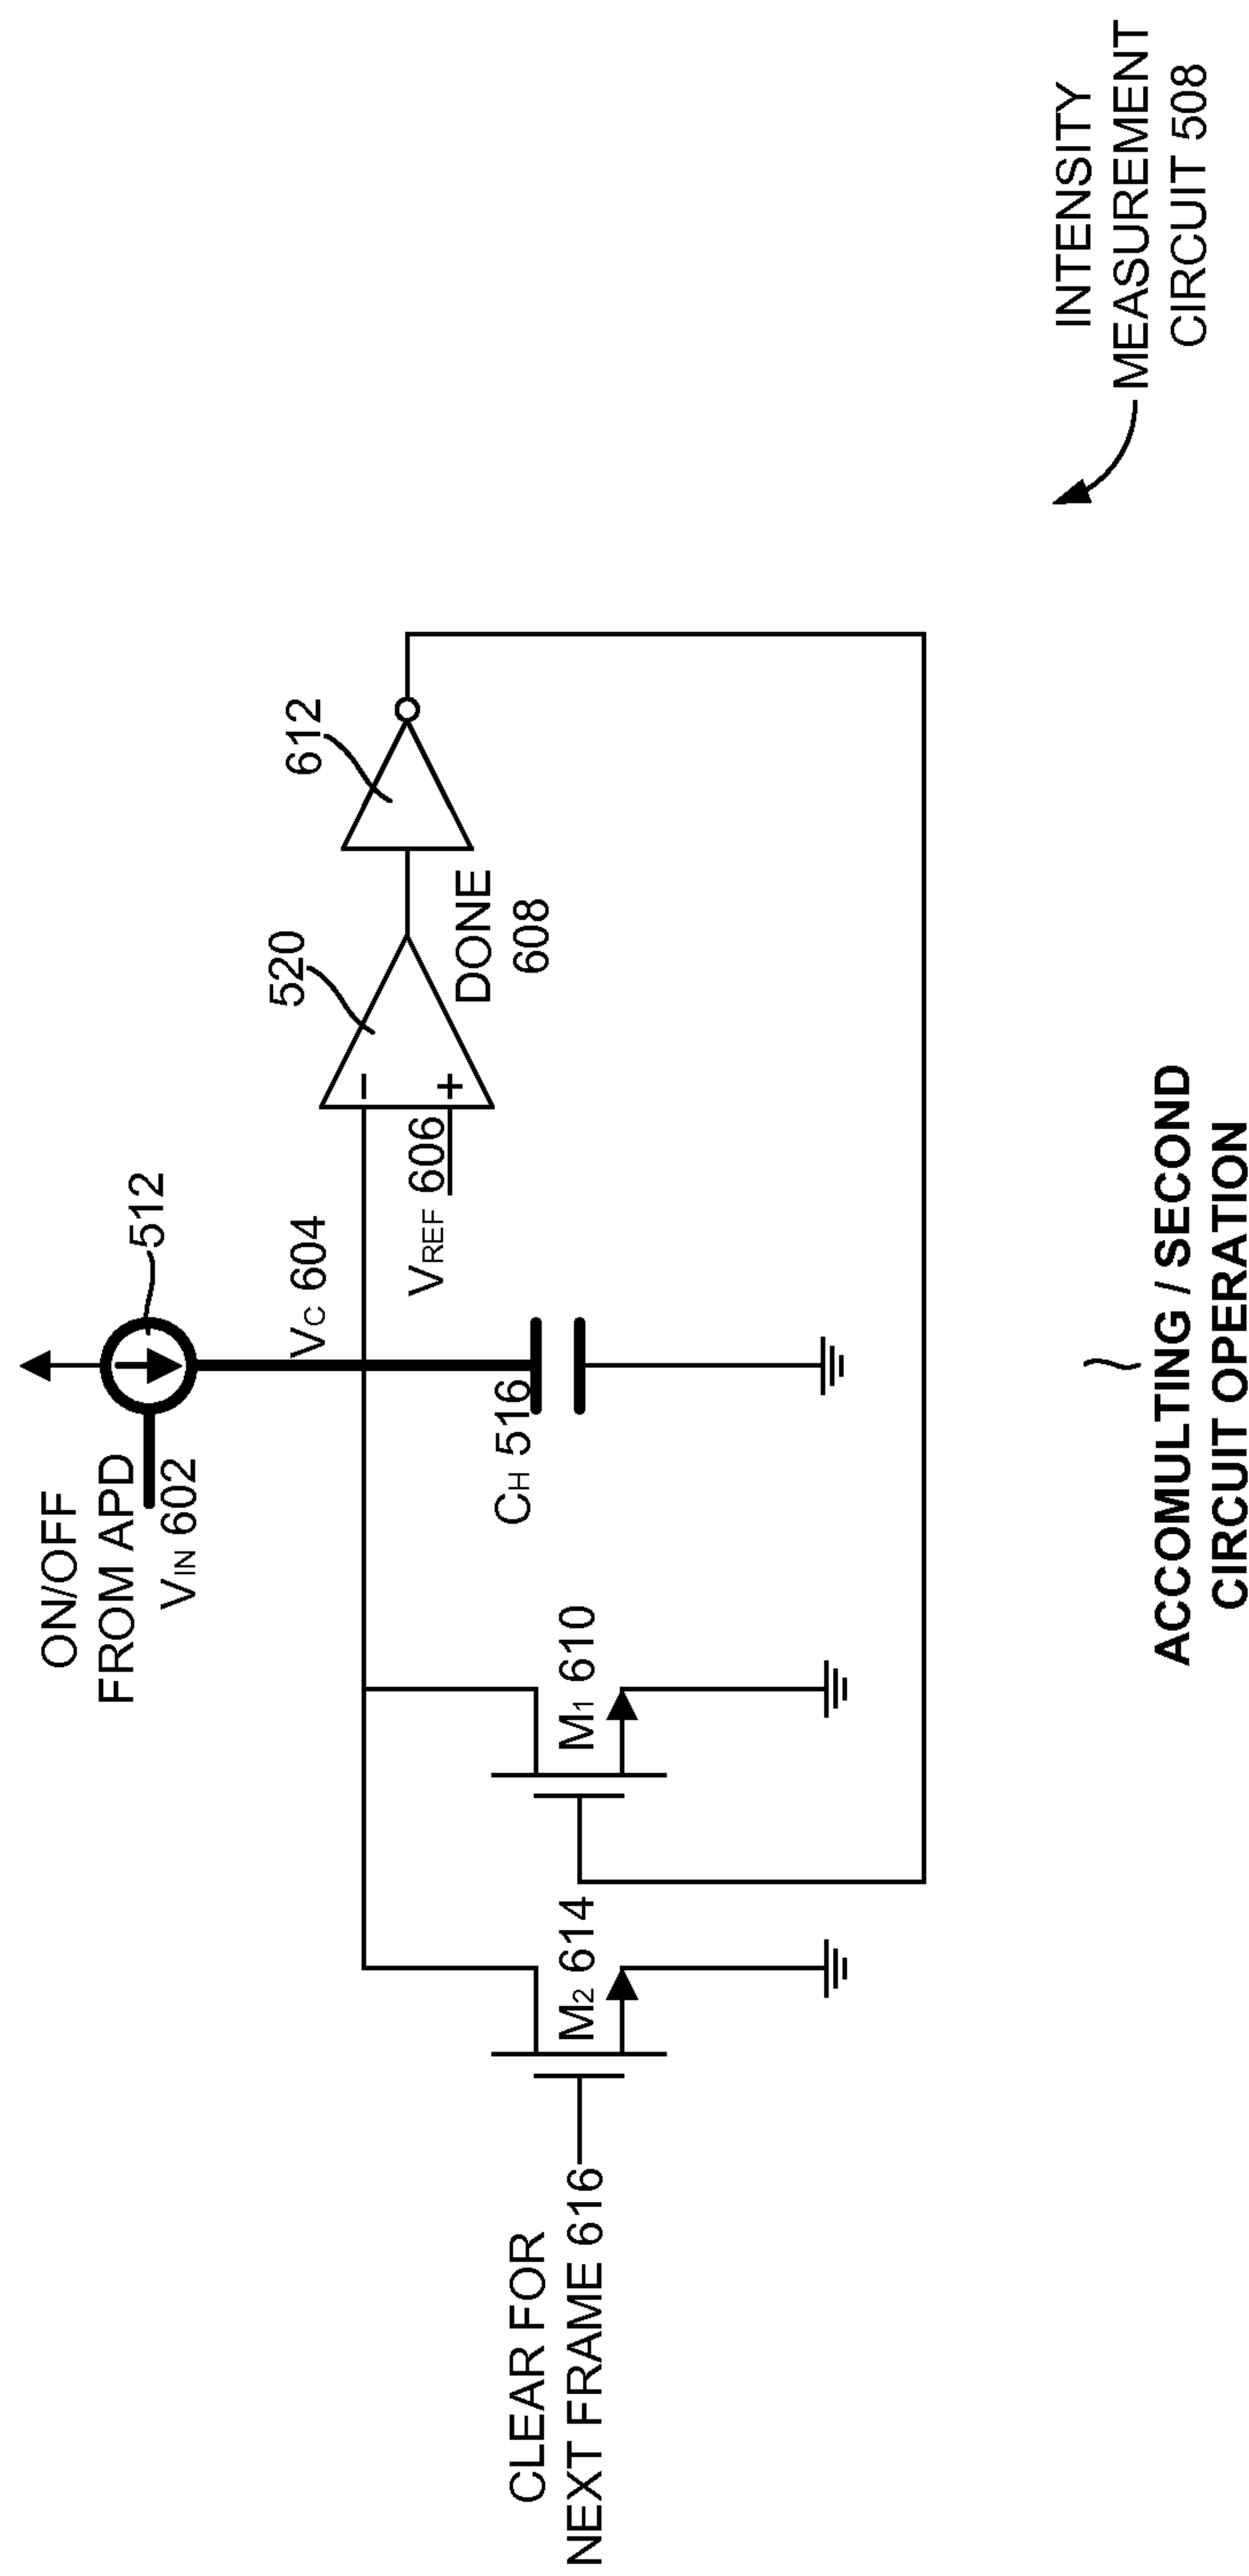 ON/OFF
FROM APD
VIN 602
512
VC 604
VREF 606
520
612
DONE
608
CH 516
M1 610
M2 614
CLEAR FOR
NEXT FRAME 616
-
+
INTENSITY
MEASUREMENT
CIRCUIT 508
ACCOMULTING / SECOND
CIRCUIT OPERATION